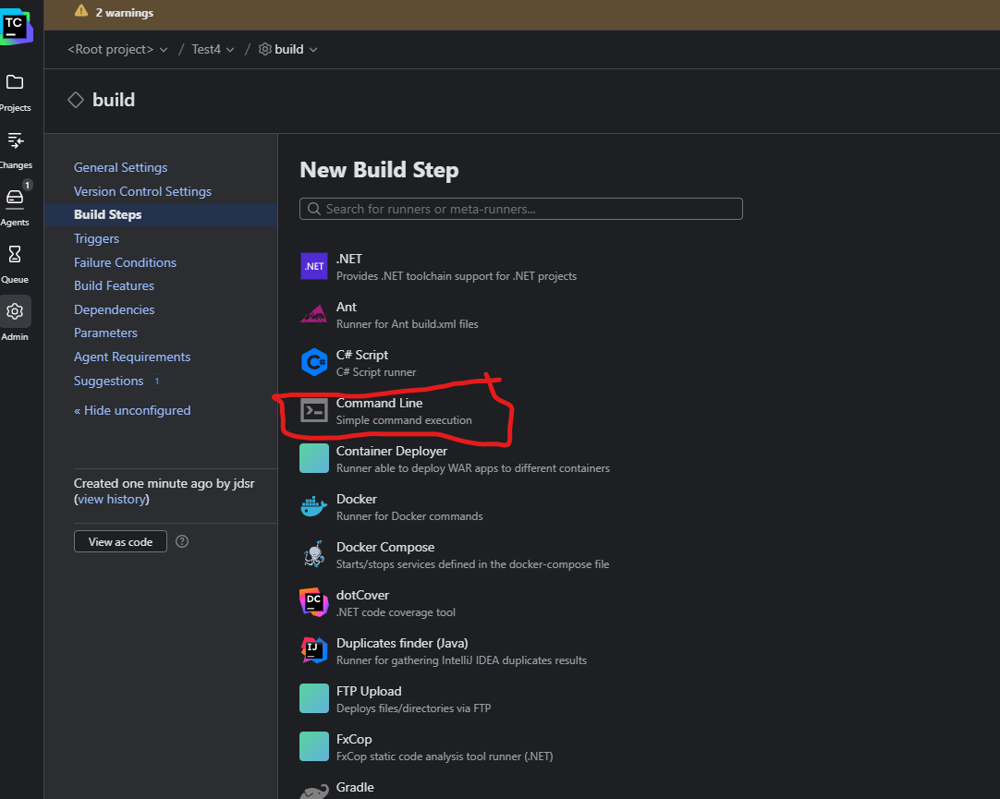 TC
2 warnings
<Root project> / Test4 / build
build
Projects
Changes
1
Agents
Queue
Admin
General Settings
Version Control Settings
Build Steps
Triggers
Failure Conditions
Build Features
Dependencies
Parameters
Agent Requirements
Suggestions 1
« Hide unconfigured
Created one minute ago by jdsr
(view history)
View as code ?
New Build Step
Search for runners or meta-runners...
.NET
.NET
Provides .NET toolchain support for .NET projects
Ant
Runner for Ant build.xml files
C#
C# Script
C# Script runner
Command Line
Simple command execution
Container Deployer
Runner able to deploy WAR apps to different containers
Docker
Runner for Docker commands
Docker Compose
Starts/stops services defined in the docker-compose file
DC
dotCover
.NET code coverage tool
IJ
Duplicates finder (Java)
Runner for gathering IntelliJ IDEA duplicates results
FTP Upload
Deploys files/directories via FTP
FxCop
FxCop static code analysis tool runner (.NET)
Gradle